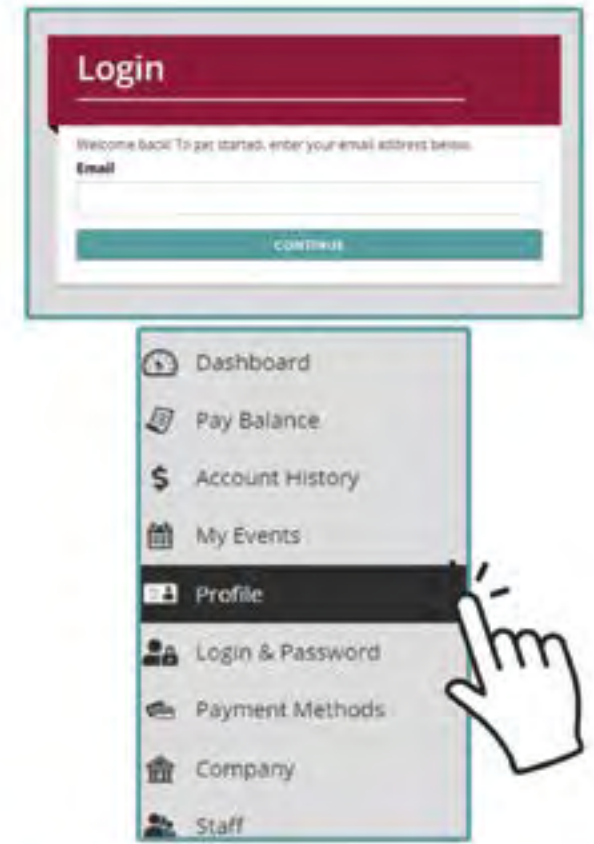 Login
Welcome back! To get started, enter your email address below.
Email
CONTINUE
Dashboard
Pay Balance
Account History
My Events
Profile
Login & Password
Payment Methods
Company
Staff